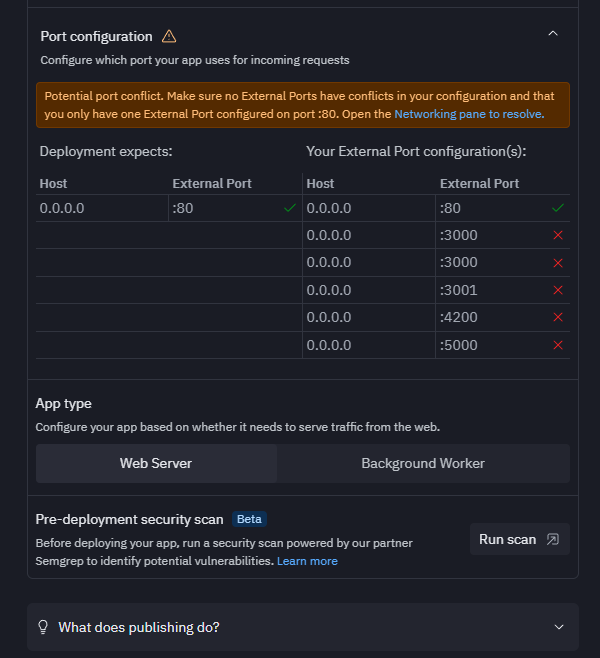 Port configuration
Configure which port your app uses for incoming requests
Potential port conflict. Make sure no External Ports have conflicts in your configuration and that
you only have one External Port configured on port :80. Open the Networking pane to resolve.
Deployment expects: Your External Port configuration(s):
Host External Port Host External Port
0.0.0.0 :80 0.0.0.0 :80
0.0.0.0 :3000
0.0.0.0 :3000
0.0.0.0 :3001
0.0.0.0 :4200
0.0.0.0 :5000
App type
Configure your app based on whether it needs to serve traffic from the web.
Web Server Background Worker
Pre-deployment security scan Beta
Before deploying your app, run a security scan powered by our partner
Semgrep to identify potential vulnerabilities. Learn more
Run scan
What does publishing do?